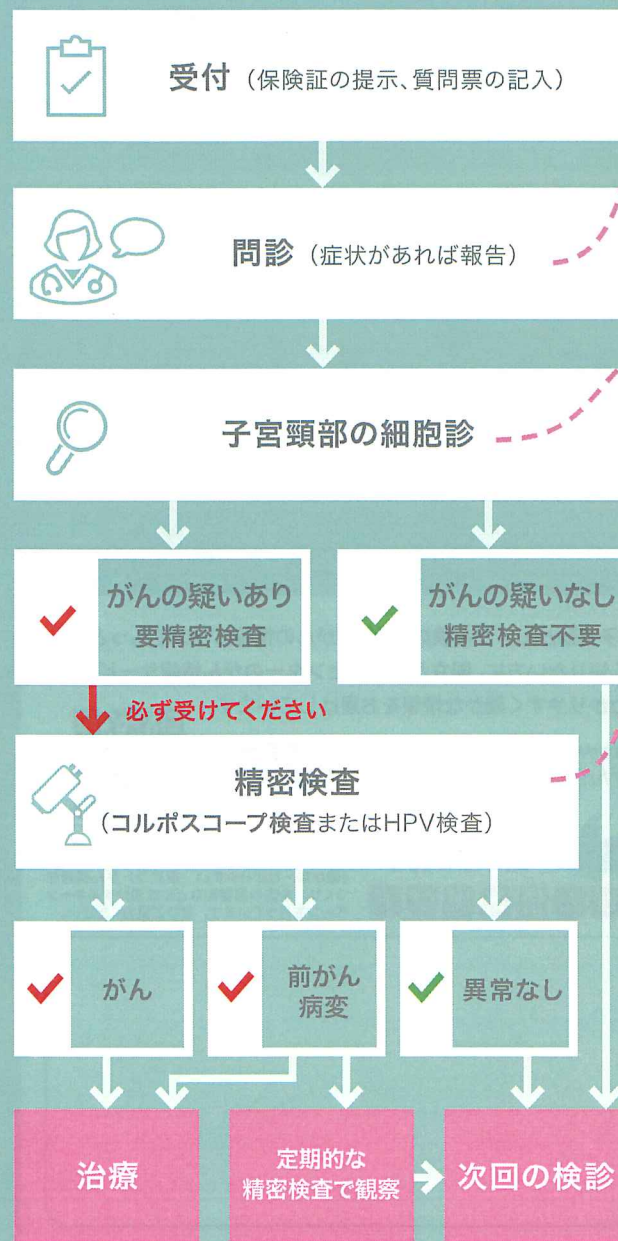 受付（保険証の提示、質問票の記入）
問診（症状があれば報告）
子宮頸部の細胞診
がんの疑いあり
要精密検査
がんの疑いなし
精密検査不要
必ず受けてください
精密検査
（コルポスコープ検査またはHPV検査）
がん
前がん
病変
異常なし
治療
定期的な
精密検査で観察
次回の検診